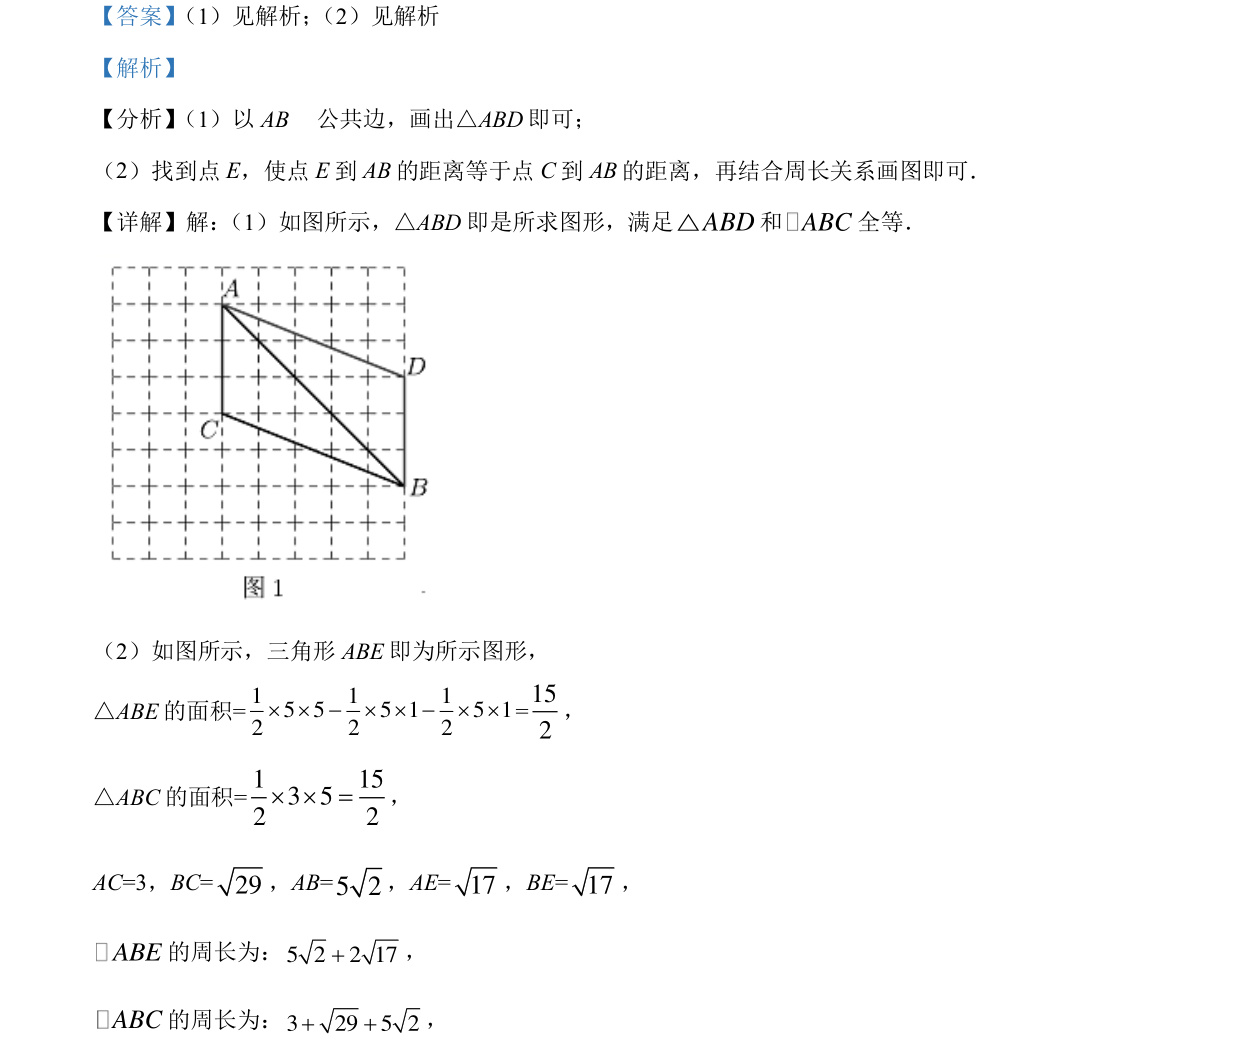 【答案】（1）见解析；（2）见解析
【解析】
【分析】（1）以 AB 公共边，画出△ABD 即可；
（2）找到点 E，使点 E 到 AB 的距离等于点 C 到 AB 的距离，再结合周长关系画图即可．
【详解】解：（1）如图所示，△ABD 即是所求图形，满足△ABD 和□ABC 全等．
A
D
C
B
图 1
（2）如图所示，三角形 ABE 即为所示图形，
△ABE 的面积=1/2×5×5−1/2×5×1−1/2×5×1=15/2，
△ABC 的面积=1/2×3×5=15/2，
AC=3，BC=√29，AB=5√2，AE=√17，BE=√17，
□ABE 的周长为：5√2+2√17，
□ABC 的周长为：3+√29+5√2，